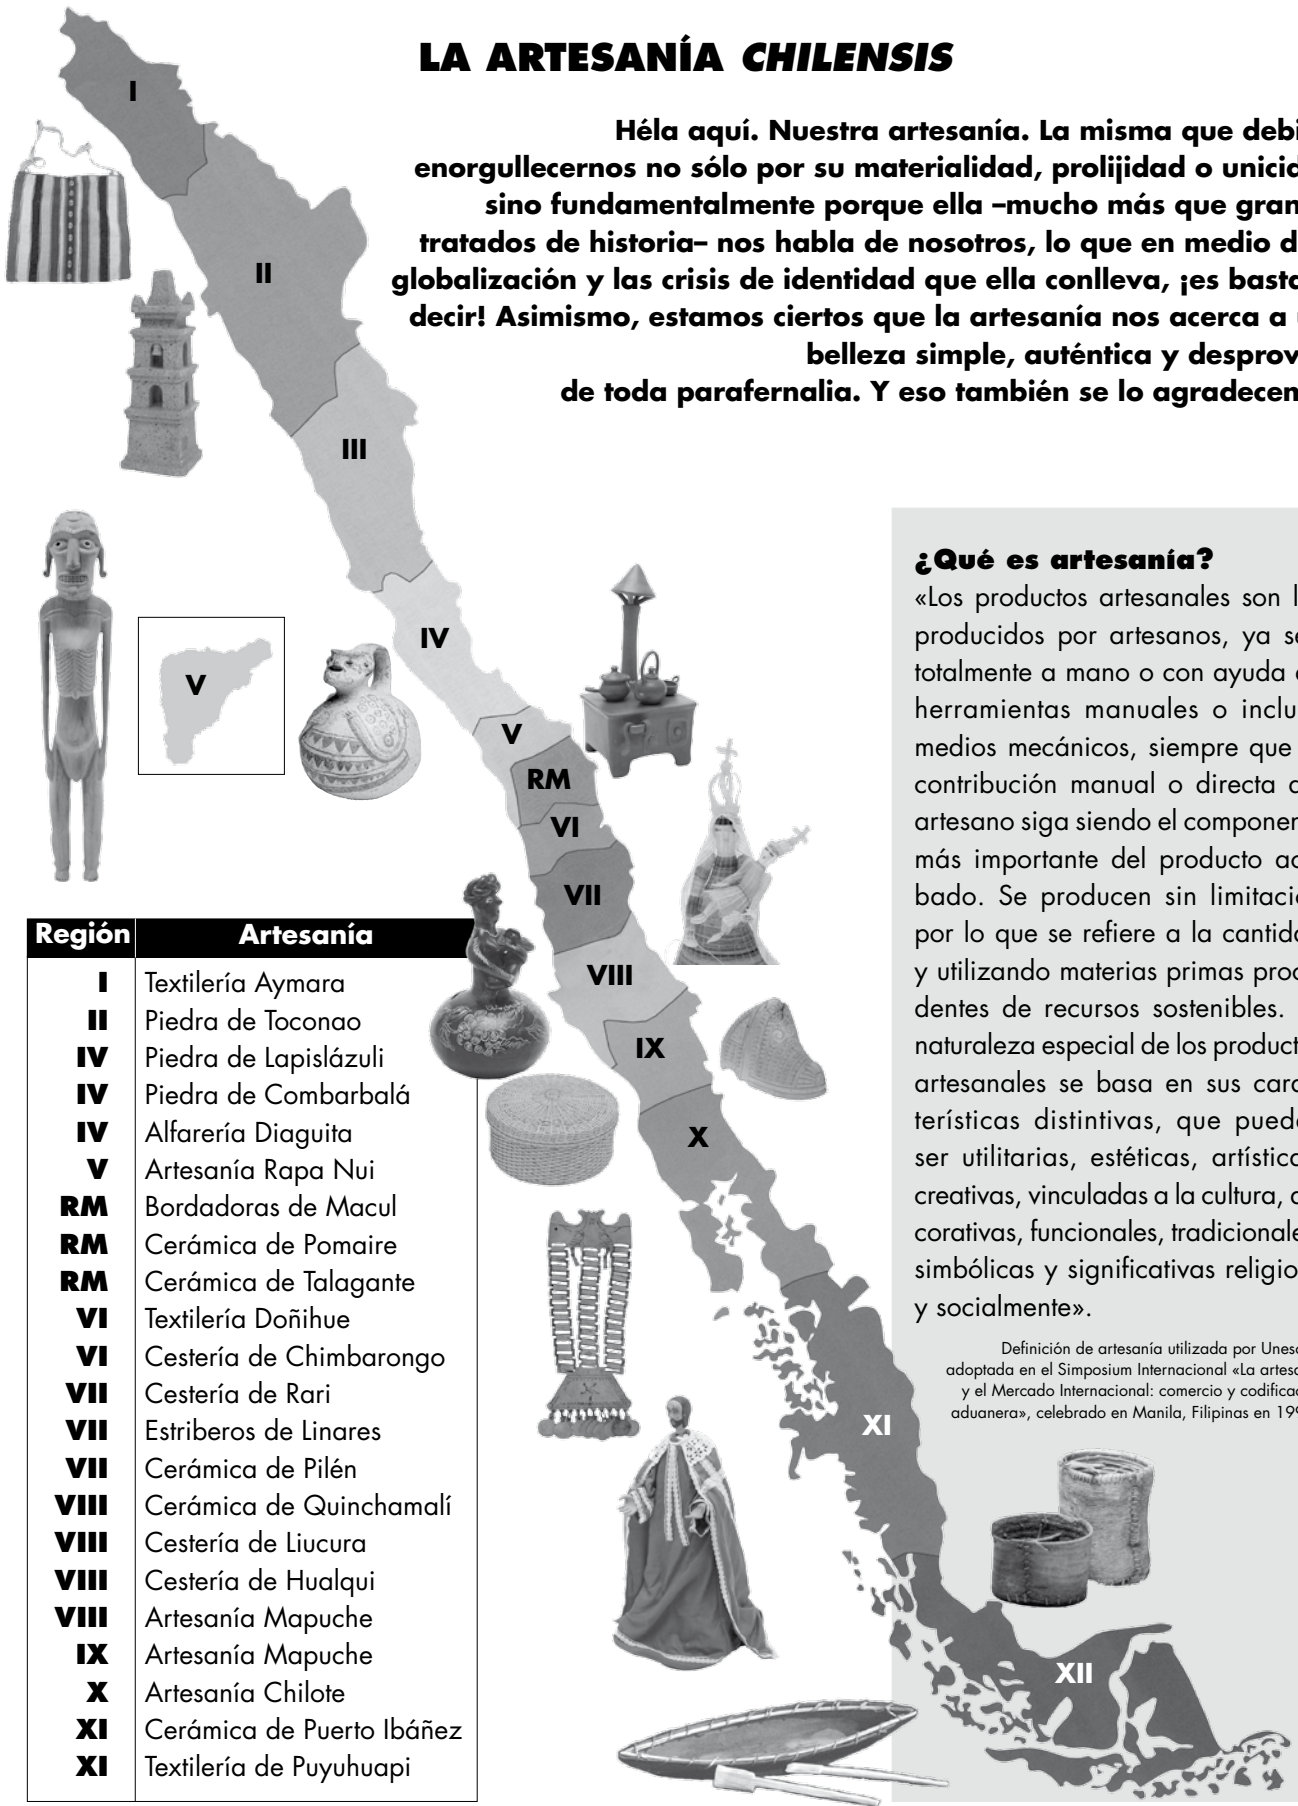 LA ARTESANÍA CHILENSIS
Héla aquí. Nuestra artesanía. La misma que debi
enorgullecernos no sólo por su materialidad, prolijidad o unicid
sino fundamentalmente porque ella –mucho más que gran
tratados de historia– nos habla de nosotros, lo que en medio d
globalización y las crisis de identidad que ella conlleva, ¡es basta
decir! Asimismo, estamos ciertos que la artesanía nos acerca a u
belleza simple, auténtica y desprov
de toda parafernalia. Y eso también se lo agradecen
I
II
III
IV
V
V
RM
VI
VII
VIII
IX
X
XI
XII
¿Qué es artesanía?
«Los productos artesanales son l
producidos por artesanos, ya se
totalmente a mano o con ayuda d
herramientas manuales o inclu
medios mecánicos, siempre que
contribución manual o directa d
artesano siga siendo el componen
más importante del producto ac
bado. Se producen sin limitacio
por lo que se refiere a la cantida
y utilizando materias primas proc
dentes de recursos sostenibles.
naturaleza especial de los product
artesanales se basa en sus cara
terísticas distintivas, que puede
ser utilitarias, estéticas, artística
creativas, vinculadas a la cultura, d
corativas, funcionales, tradicionale
simbólicas y significativas religio
y socialmente».
Definición de artesanía utilizada por Unesc
adoptada en el Simposium Internacional «La artesa
y el Mercado Internacional: comercio y codificac
aduanera», celebrado en Manila, Filipinas en 199
Región Artesanía
I Textilería Aymara
II Piedra de Toconao
IV Piedra de Lapislázuli
IV Piedra de Combarbalá
IV Alfarería Diaguita
V Artesanía Rapa Nui
RM Bordadoras de Macul
RM Cerámica de Pomaire
RM Cerámica de Talagante
VI Textilería Doñihue
VI Cestería de Chimbarongo
VII Cestería de Rari
VII Estriberos de Linares
VII Cerámica de Pilén
VIII Cerámica de Quinchamalí
VIII Cestería de Liucura
VIII Cestería de Hualqui
VIII Artesanía Mapuche
IX Artesanía Mapuche
X Artesanía Chilote
XI Cerámica de Puerto Ibáñez
XI Textilería de Puyuhuapi